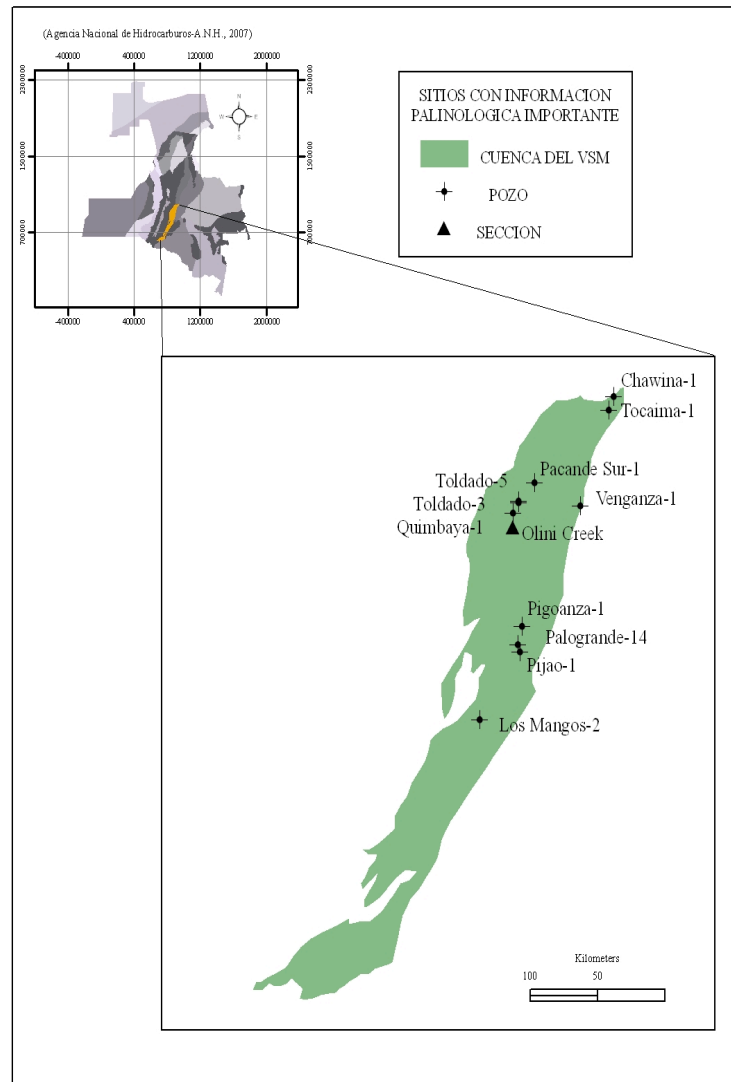 (Agencia Nacional de Hidrocarburos-A.N.H., 2007)
-400000 400000 1200000 2000000
2300000 2300000
1500000 1500000
700000 700000
N
W E
S
-400000 400000 1200000 2000000
SITIOS CON INFORMACION
PALINOLOGICA IMPORTANTE
CUENCA DEL VSM
POZO
SECCION
Chawina-1
Tocaima-1
Pacande Sur-1
Toldado-5
Venganza-1
Toldado-3
Quimbaya-1
Olini Creek
Pigoanza-1
Palogrande-14
Pijao-1
Los Mangos-2
Kilometers
100 50